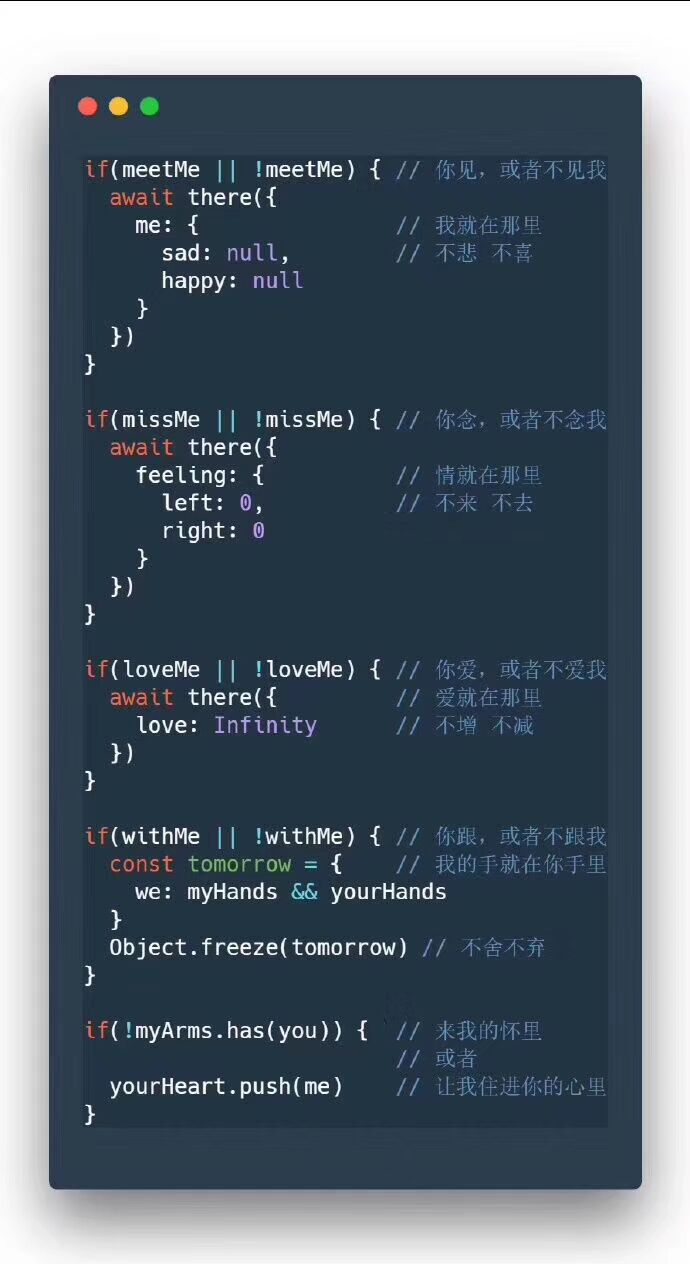 if(meetMe || !meetMe) { // 你见，或者不见我
  await there({
    me: {               // 我就在那里
      sad: null,        // 不悲 不喜
      happy: null
    }
  })
}

if(missMe || !missMe) { // 你念，或者不念我
  await there({
    feeling: {          // 情就在那里
      left: 0,          // 不来 不去
      right: 0
    }
  })
}

if(loveMe || !loveMe) { // 你爱，或者不爱我
  await there({         // 爱就在那里
    love: Infinity      // 不增 不减
  })
}

if(withMe || !withMe) { // 你跟，或者不跟我
  const tomorrow = {    // 我的手就在你手里
    we: myHands && yourHands
  }
  Object.freeze(tomorrow) // 不舍不弃
}

if(!myArms.has(you)) {  // 来我的怀里
                        // 或者
  yourHeart.push(me)    // 让我住进你的心里
}